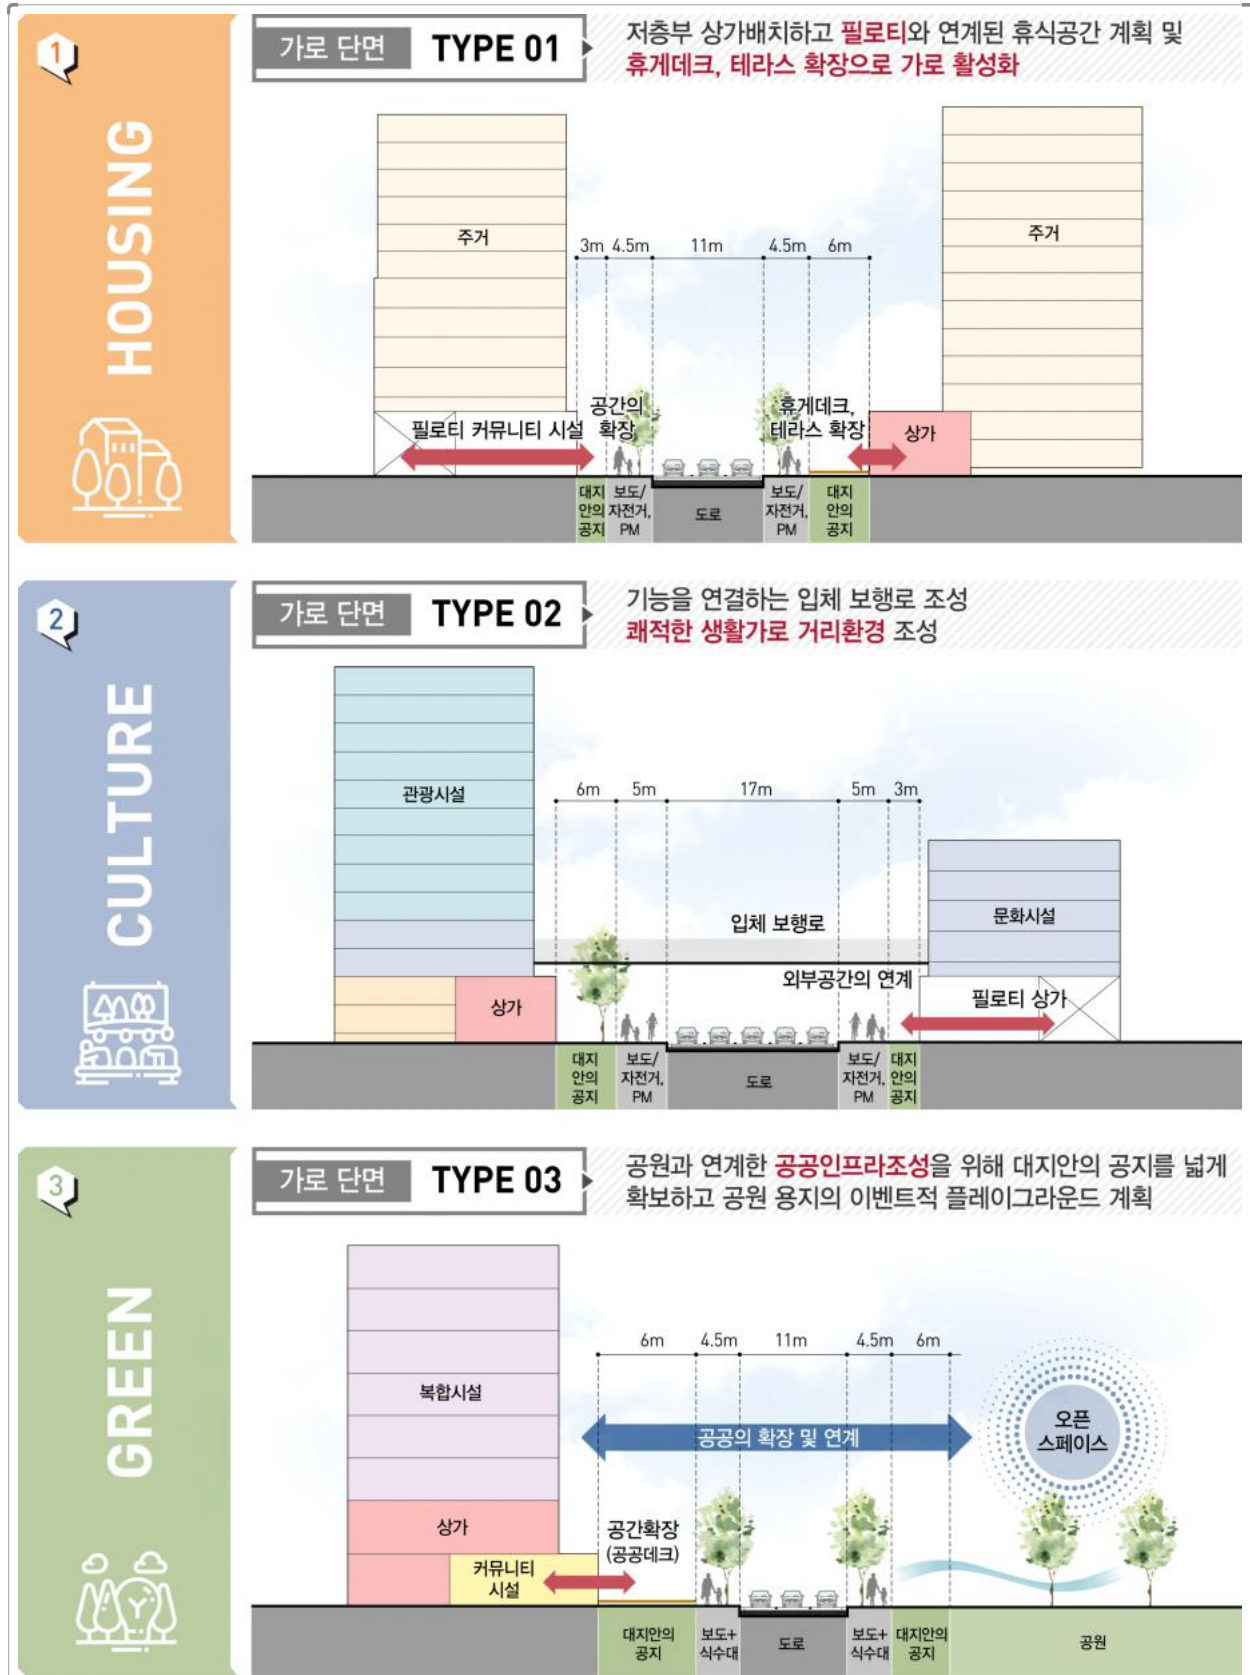 1
HOUSING
가로 단면 TYPE 01
저층부 상가배치하고 필로티와 연계된 휴식공간 계획 및
휴게데크, 테라스 확장으로 가로 활성화
주거
3m 4.5m 11m 4.5m 6m
주거
필로티 커뮤니티 시설
공간의
확장
휴게데크,
테라스 확장
상가
대지
안의
공지
보도/
자전거,
PM
도로
보도/
자전거,
PM
대지
안의
공지
2
CULTURE
가로 단면 TYPE 02
기능을 연결하는 입체 보행로 조성
쾌적한 생활가로 거리환경 조성
관광시설
6m 5m 17m 5m 3m
문화시설
입체 보행로
외부공간의 연계
상가
필로티 상가
대지
안의
공지
보도/
자전거,
PM
도로
보도/
자전거,
PM
대지
안의
공지
3
GREEN
가로 단면 TYPE 03
공원과 연계한 공공인프라조성을 위해 대지안의 공지를 넓게
확보하고 공원 용지의 이벤트적 플레이그라운드 계획
6m 4.5m 11m 4.5m 6m
복합시설
공공의 확장 및 연계
오픈
스페이스
상가
커뮤니티
시설
공간확장
(공공데크)
대지안의
공지
보도+
식수대
도로
보도+
식수대
대지안의
공지
공원